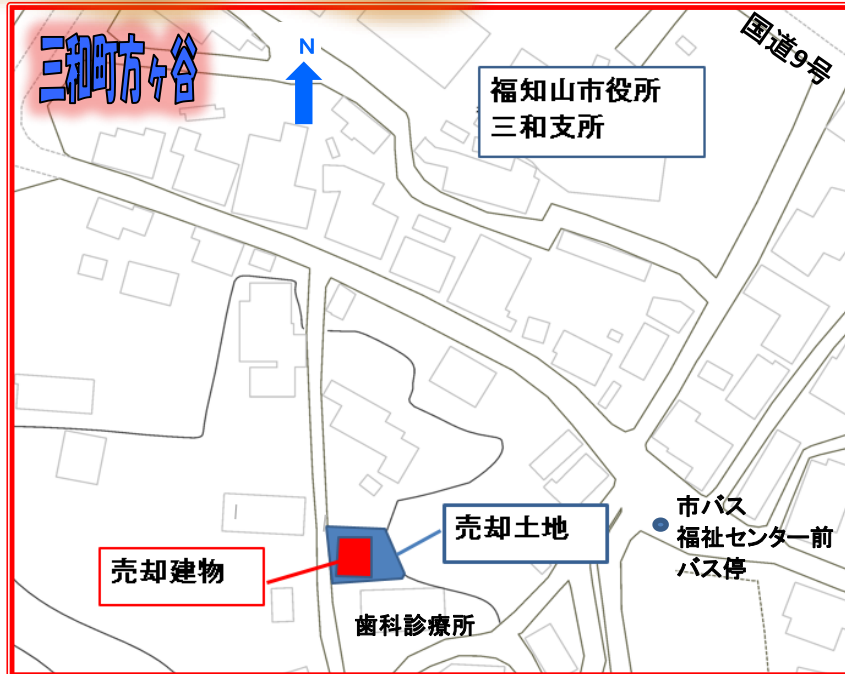 三和町方ヶ谷
N
国道9号
福知山市役所
三和支所
売却土地
売却建物
市バス
福祉センター前
バス停
歯科診療所